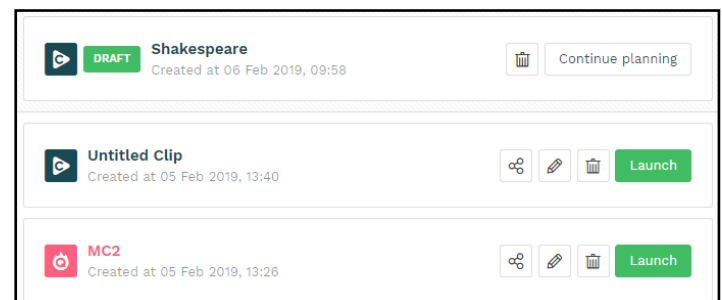 DRAFT
Shakespeare
Created at 06 Feb 2019, 09:58
Continue planning
Untitled Clip
Created at 05 Feb 2019, 13:40
Launch
MC2
Created at 05 Feb 2019, 13:26
Launch